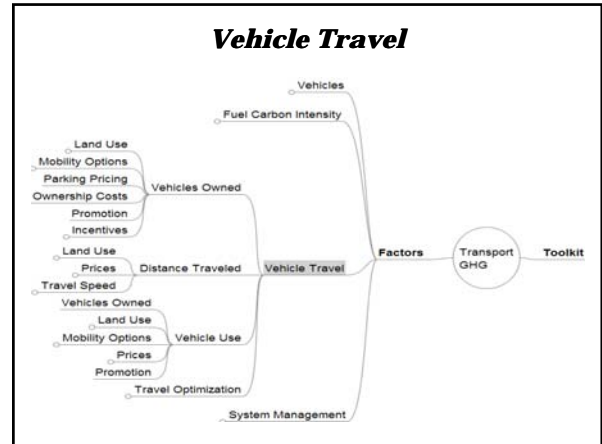 Vehicle Travel
Vehicles
Fuel Carbon Intensity
Land Use
Mobility Options
Parking Pricing
Vehicles Owned
Ownership Costs
Promotion
Incentives
Land Use
Prices
Distance Traveled
Travel Speed
Vehicle Travel
Factors
Transport
GHG
Toolkit
Vehicles Owned
Land Use
Mobility Options
Vehicle Use
Prices
Promotion
Travel Optimization
System Management